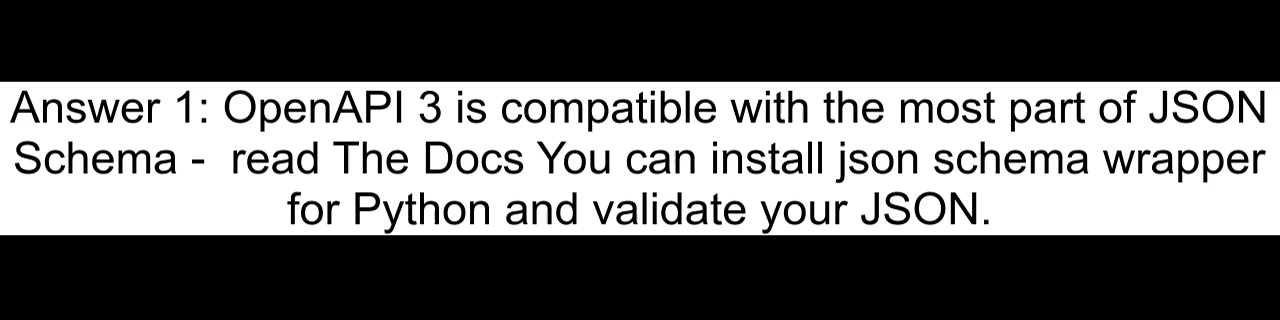 Answer 1: OpenAPI 3 is compatible with the most part of JSON
Schema -  read The Docs You can install json schema wrapper
for Python and validate your JSON.